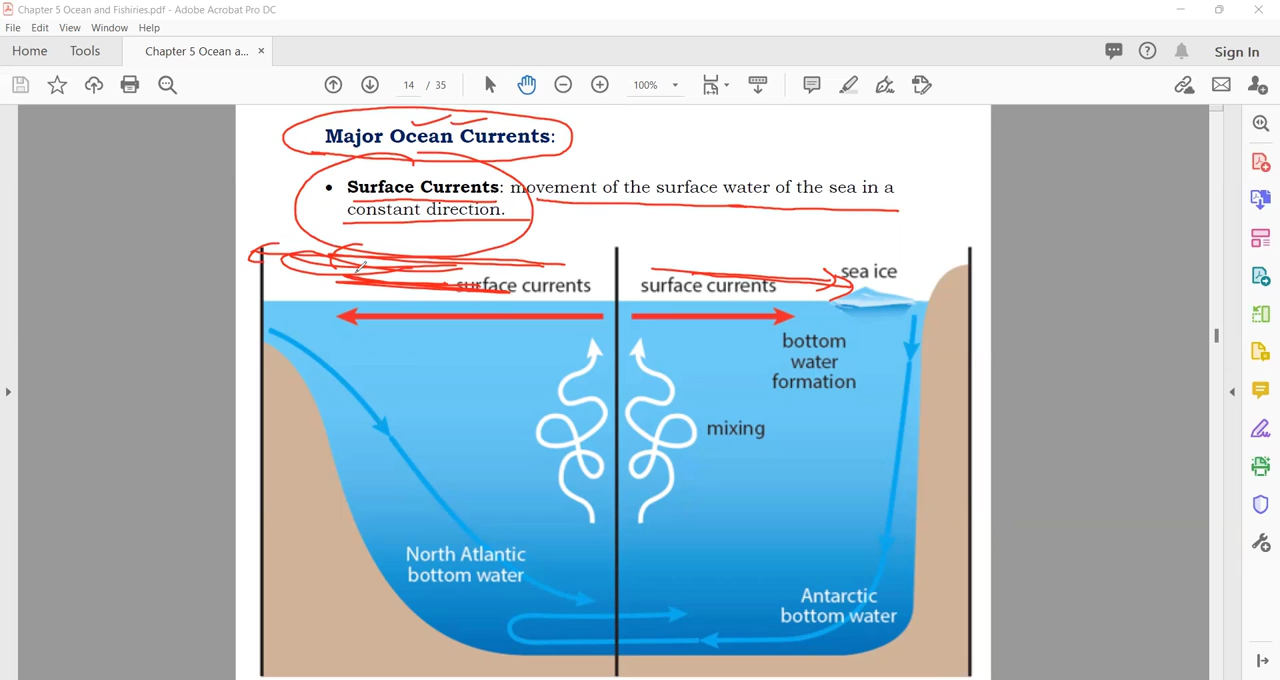 Chapter 5 Ocean and Fishiries.pdf - Adobe Acrobat Pro DC
File Edit View Window Help
Home Tools Chapter 5 Ocean a... × Sign In
14 / 35 100%
Major Ocean Currents:
• Surface Currents: movement of the surface water of the sea in a
constant direction.
sea ice
surface currents surface currents
bottom
water
formation
mixing
North Atlantic
bottom water
Antarctic
bottom water